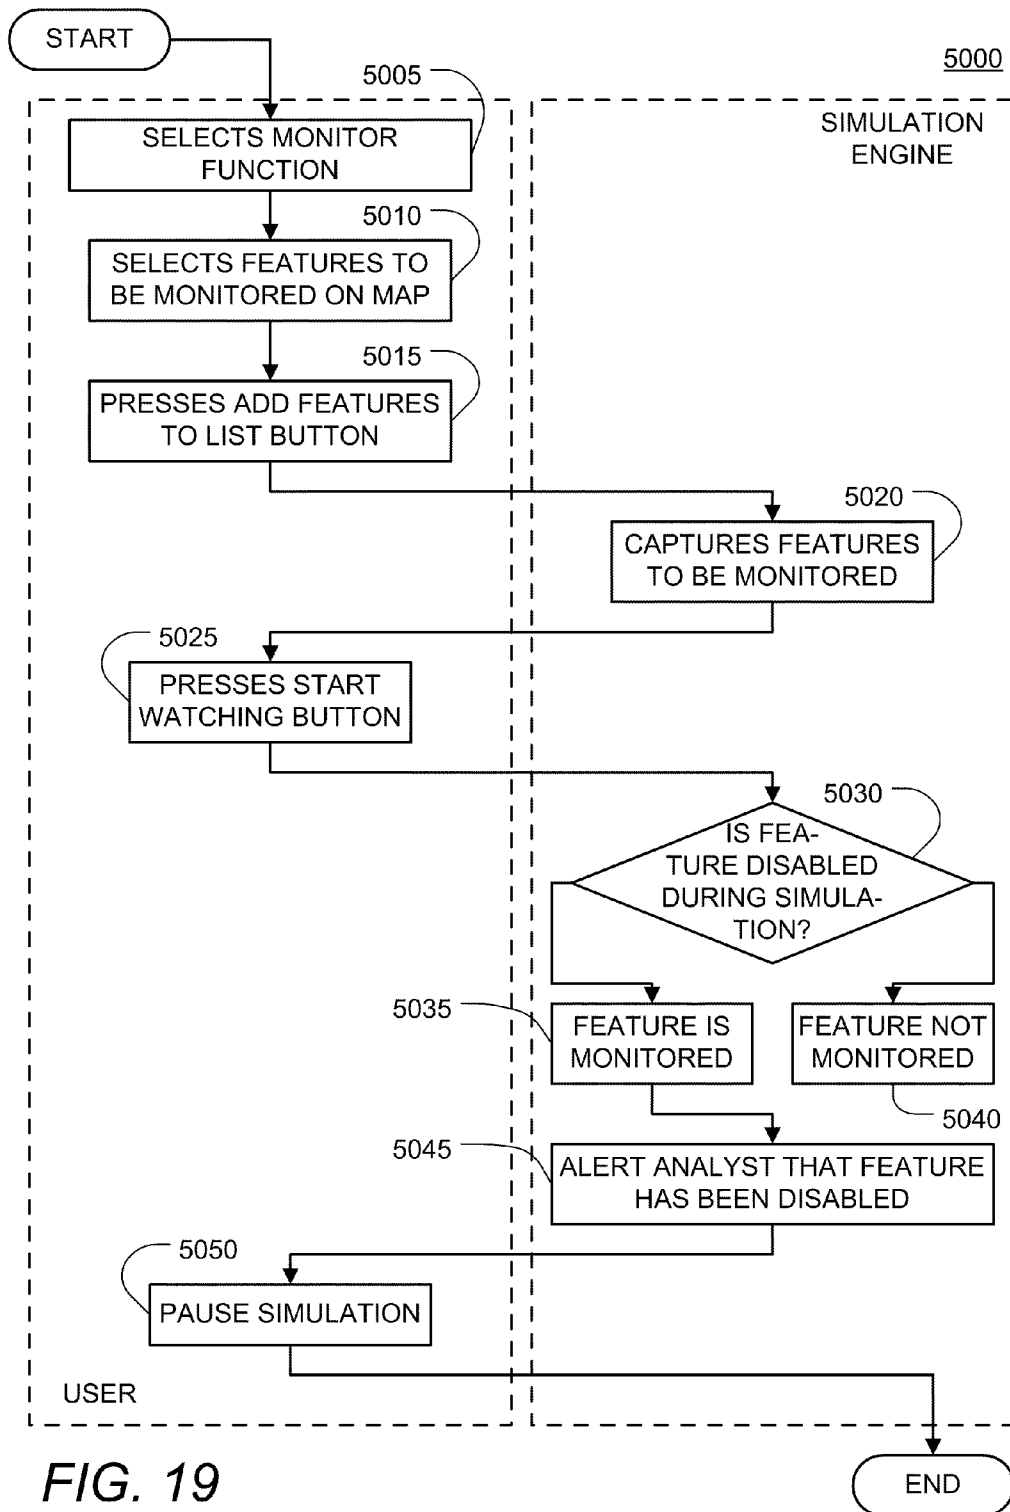 START
5000
5005
SIMULATION
ENGINE
SELECTS MONITOR
FUNCTION
5010
SELECTS FEATURES TO
BE MONITORED ON MAP
5015
PRESSES ADD FEATURES
TO LIST BUTTON
5020
CAPTURES FEATURES
TO BE MONITORED
5025
PRESSES START
WATCHING BUTTON
5030
IS FEA-
TURE DISABLED
DURING SIMULA-
TION?
5035
FEATURE IS
MONITORED
FEATURE NOT
MONITORED
5040
5045
ALERT ANALYST THAT FEATURE
HAS BEEN DISABLED
5050
PAUSE SIMULATION
USER
FIG. 19
END